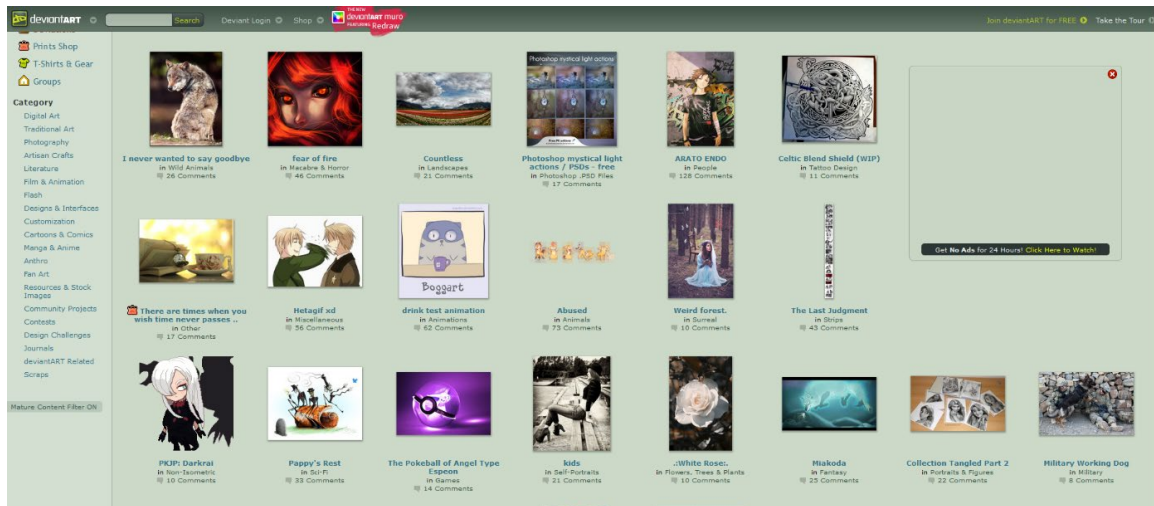 deviantART
Search
Deviant Login
Shop
THE NEW
deviantART muro
FEATURING Redraw
Join deviantART for FREE
Take the Tour
Prints Shop
T-Shirts & Gear
Groups
Category
Digital Art
Traditional Art
Photography
Artisan Crafts
Literature
Film & Animation
Flash
Designs & Interfaces
Customization
Cartoons & Comics
Manga & Anime
Anthro
Fan Art
Resources & Stock
Images
Community Projects
Contests
Design Challenges
Journals
deviantART Related
Scraps
Mature Content Filter ON
Photoshop mystical light actions
I never wanted to say goodbye
in Wild Animals
26 Comments
fear of fire
in Macabre & Horror
46 Comments
Countless
in Landscapes
21 Comments
Photoshop mystical light
actions / PSDs - free
in Photoshop .PSD Files
17 Comments
ARATO ENDO
in People
128 Comments
Celtic Blend Shield (WIP)
in Tattoo Design
11 Comments
Get No Ads for 24 Hours! Click Here to Watch!
There are times when you
wish time never passes ..
in Other
17 Comments
Hetagif xd
in Miscellaneous
56 Comments
Boggart
drink test animation
in Animations
62 Comments
Abused
in Animals
73 Comments
Weird forest.
in Surreal
10 Comments
The Last Judgment
in Strips
43 Comments
PKJP: Darkrai
in Non-Isometric
10 Comments
Pappy's Rest
in Sci-Fi
33 Comments
The Pokeball of Angel Type
Espeon
in Games
14 Comments
kids
in Self-Portraits
21 Comments
.:White Rose:.
in Flowers, Trees & Plants
10 Comments
Miakoda
in Fantasy
25 Comments
Collection Tangled Part 2
in Portraits & Figures
22 Comments
Military Working Dog
in Military
8 Comments